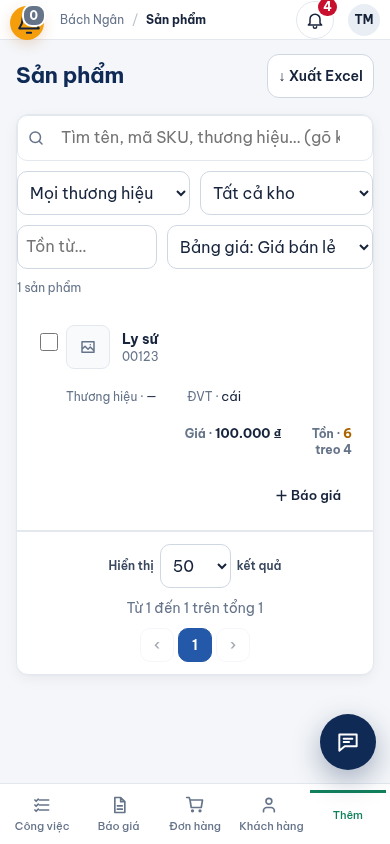 0
Bách Ngân / Sản phẩm
4
TM
Sản phẩm
↓ Xuất Excel
Tìm tên, mã SKU, thương hiệu... (gõ k
Mọi thương hiệu
Tất cả kho
Tồn từ...
Bảng giá: Giá bán lẻ
1 sản phẩm
Ly sứ
00123
Thương hiệu · —
ĐVT · cái
Giá · 100.000 ₫
Tồn · 6
treo 4
+ Báo giá
Hiển thị 50 kết quả
Từ 1 đến 1 trên tổng 1
‹ 1 ›
Công việc
Báo giá
Đơn hàng
Khách hàng
Thêm